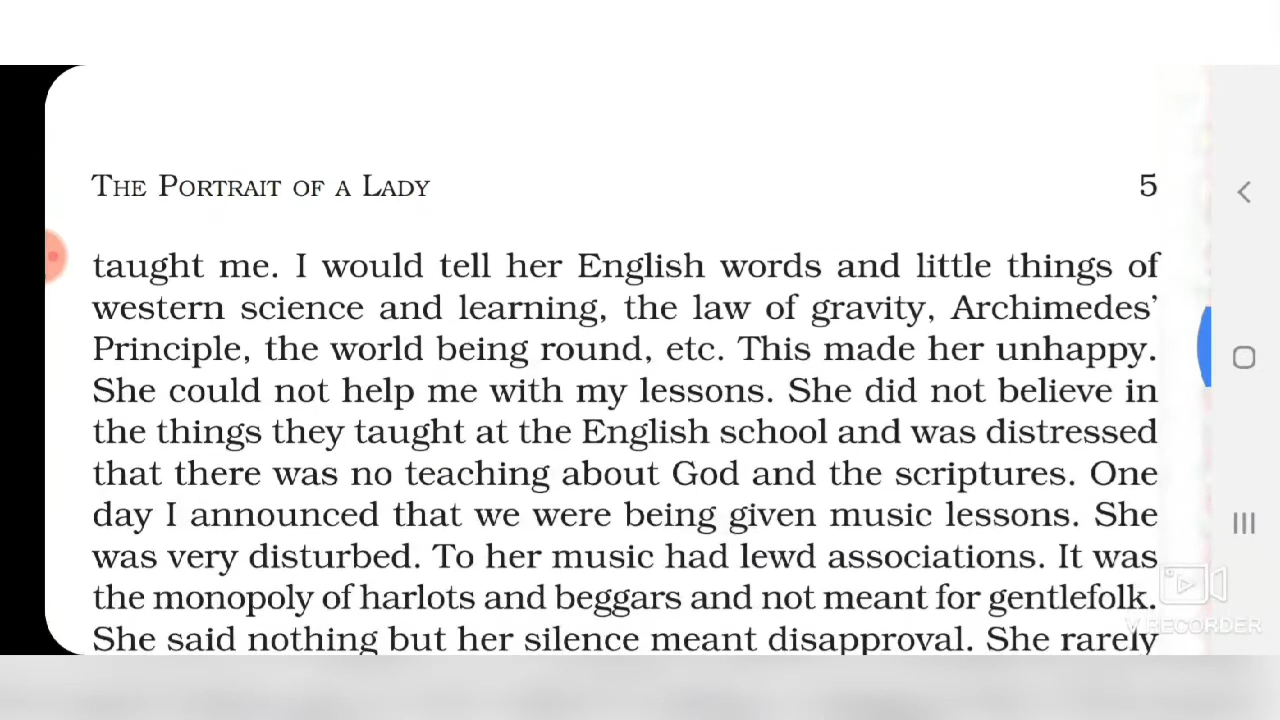 THE PORTRAIT OF A LADY 5
taught me. I would tell her English words and little things of
western science and learning, the law of gravity, Archimedes’
Principle, the world being round, etc. This made her unhappy.
She could not help me with my lessons. She did not believe in
the things they taught at the English school and was distressed
that there was no teaching about God and the scriptures. One
day I announced that we were being given music lessons. She
was very disturbed. To her music had lewd associations. It was
the monopoly of harlots and beggars and not meant for gentlefolk.
She said nothing but her silence meant disapproval. She rarely
V RECORDER